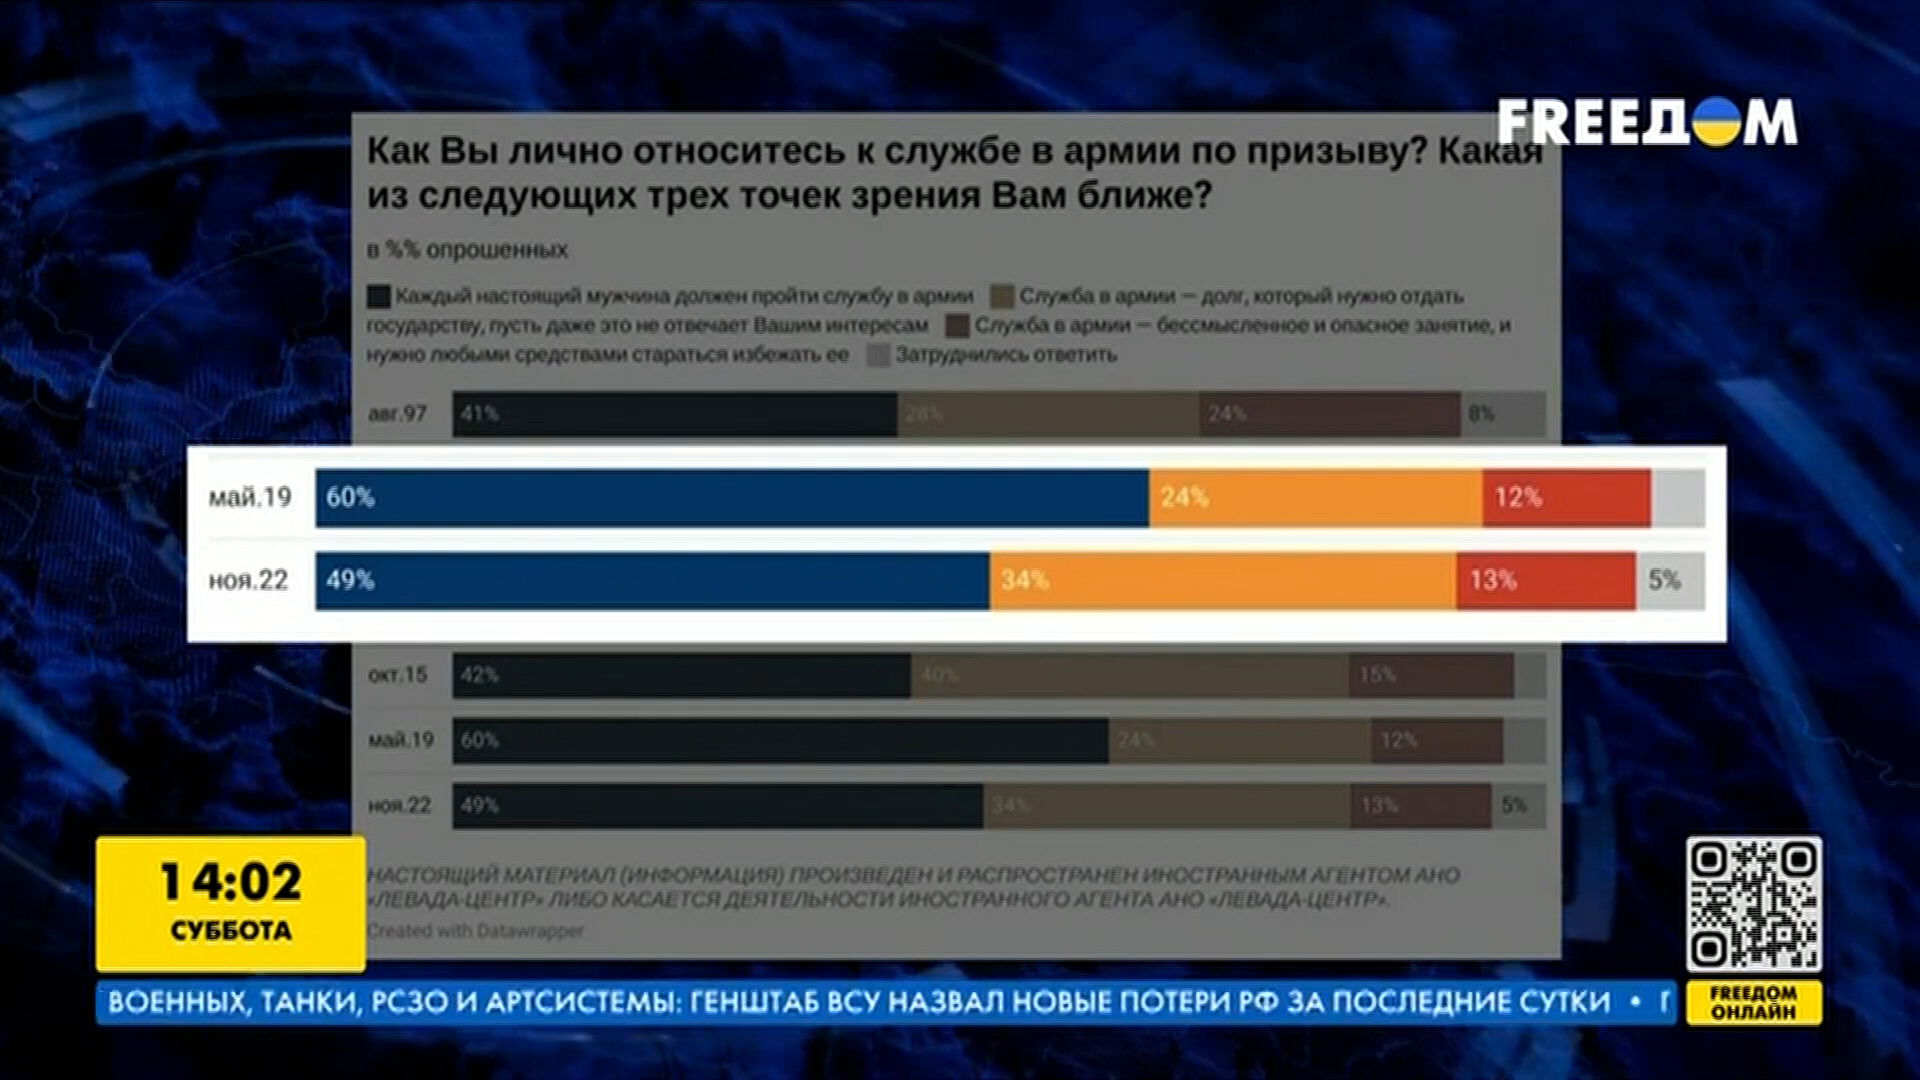 FREEДOM
Как Вы лично относитесь к службе в армии по призыву? Какая
из следующих трех точек зрения Вам ближе?
в %% опрошенных
Каждый настоящий мужчина должен пройти службу в армии Служба в армии — долг, который нужно отдать
государству, пусть даже это не отвечает Вашим интересам Служба в армии — бессмысленное и опасное занятие, и
нужно любыми средствами стараться избежать ее Затруднились ответить
авг.97 41% 28% 24% 8%
май.19 60% 24% 12%
ноя.22 49% 34% 13% 5%
окт.15 42% 40% 15%
май.19 60% 24% 12%
ноя.22 49% 34% 13% 5%
НАСТОЯЩИЙ МАТЕРИАЛ (ИНФОРМАЦИЯ) ПРОИЗВЕДЕН И РАСПРОСТРАНЕН ИНОСТРАННЫМ АГЕНТОМ АНО
«ЛЕВАДА-ЦЕНТР» ЛИБО КАСАЕТСЯ ДЕЯТЕЛЬНОСТИ ИНОСТРАННОГО АГЕНТА АНО «ЛЕВАДА-ЦЕНТР».
Created with Datawrapper
14:02
СУББОТА
ВОЕННЫХ, ТАНКИ, РСЗО И АРТСИСТЕМЫ: ГЕНШТАБ ВСУ НАЗВАЛ НОВЫЕ ПОТЕРИ РФ ЗА ПОСЛЕДНИЕ СУТКИ •
FREEДOM
ОНЛАЙН